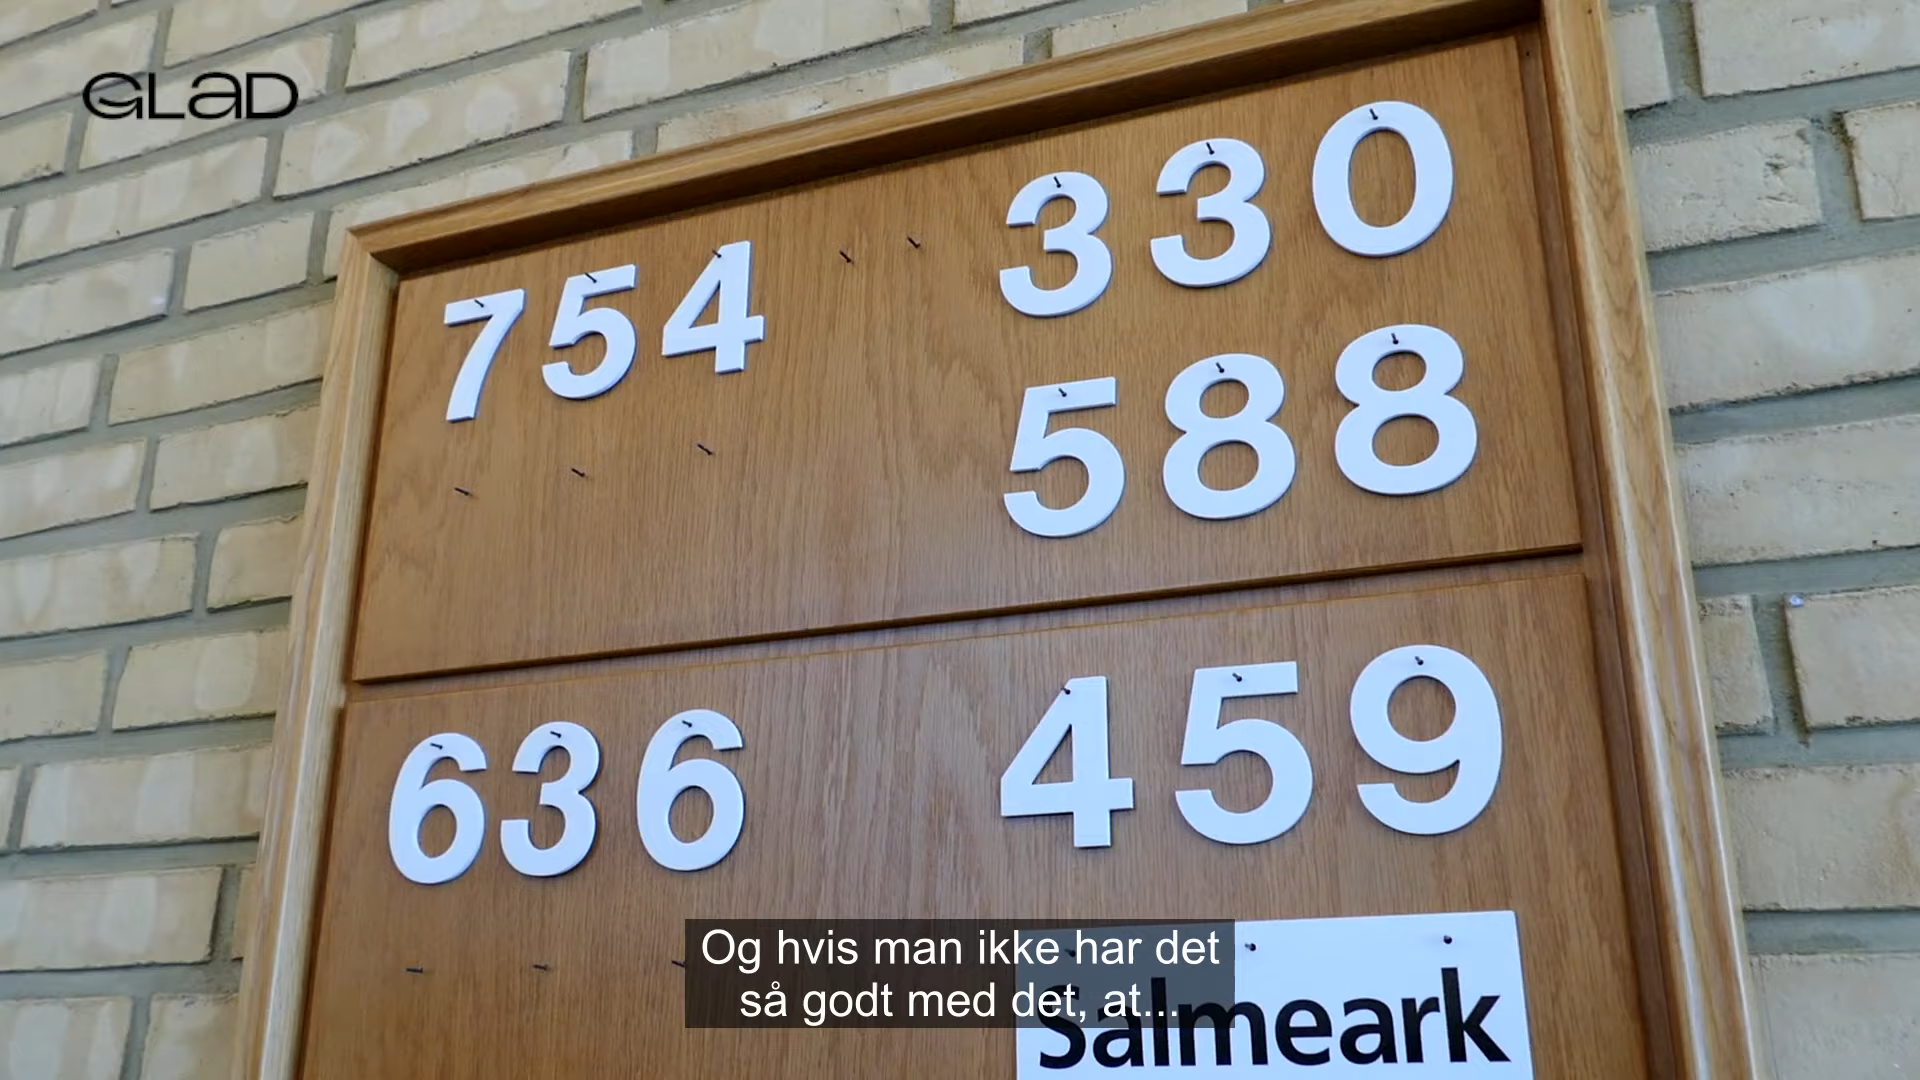 GLAD
754 330
588
636 459
Salmeark
Og hvis man ikke har det
så godt med det, at...